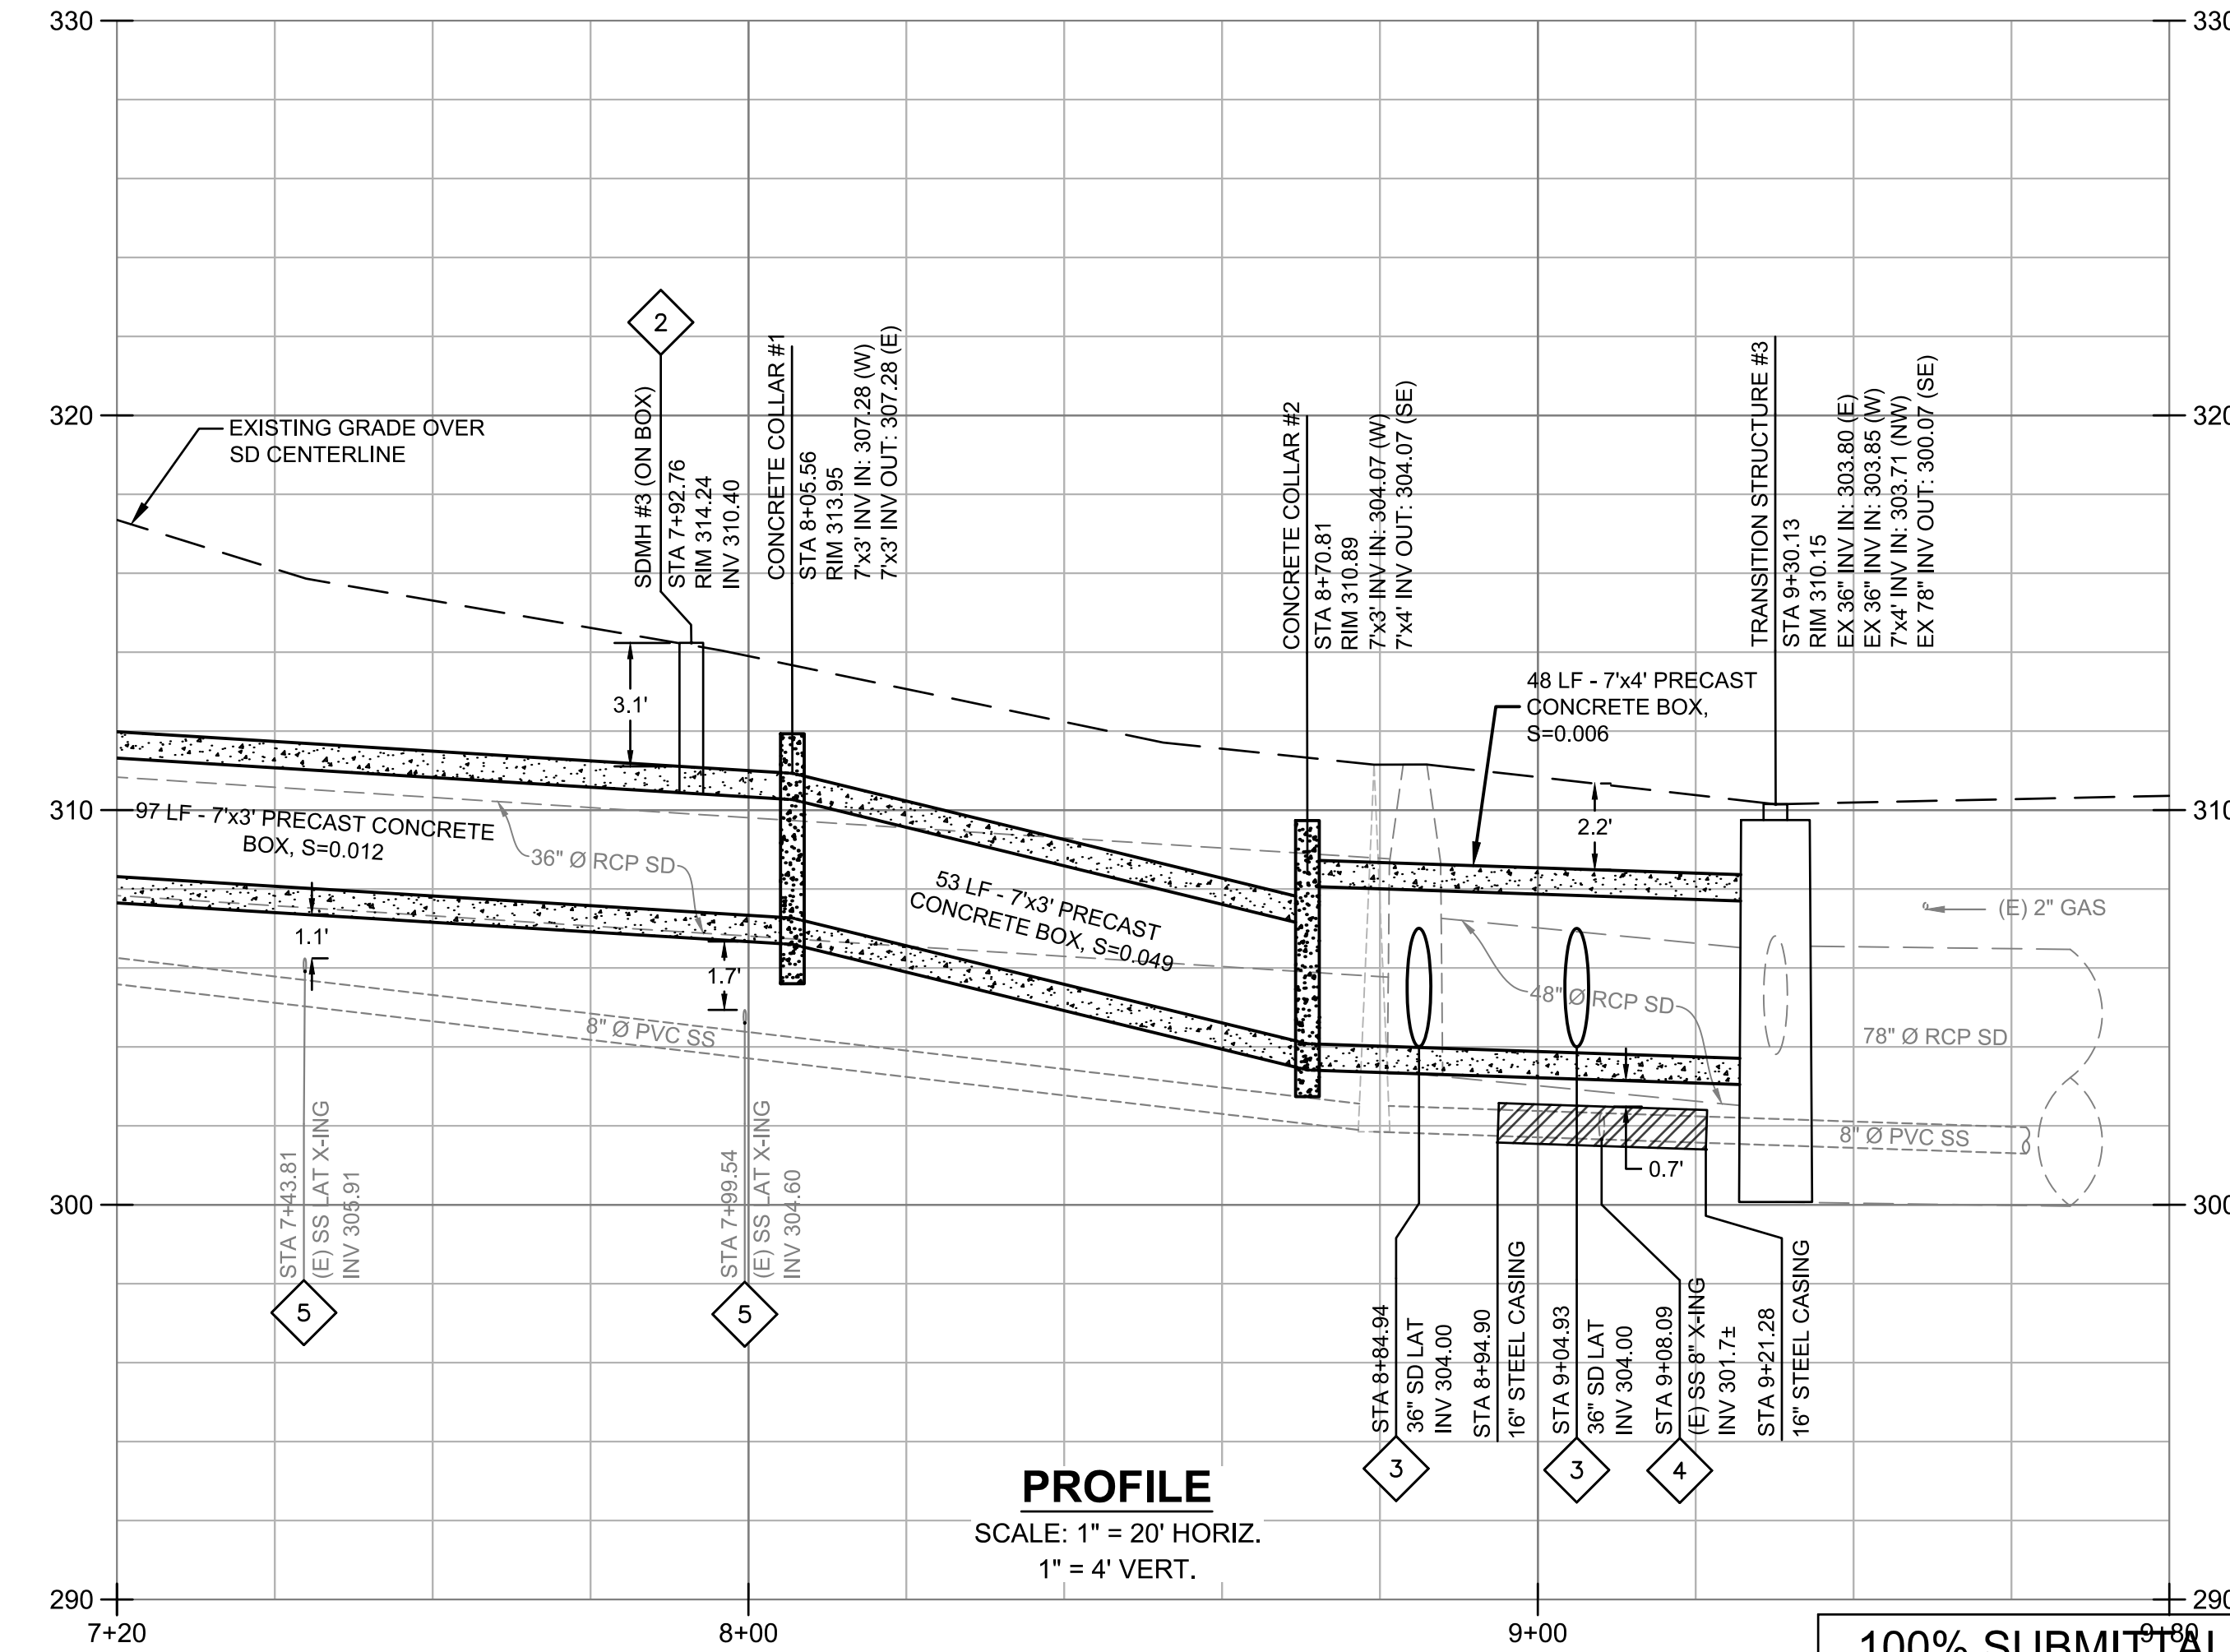 330
330
2
SDMH #3 (ON BOX)
STA 7+92.76
RIM 314.24
INV 310.40
CONCRETE COLLAR #1
STA 8+05.56
RIM 313.95
7'x3' INV IN: 307.28 (W)
7'x3' INV OUT: 307.28 (E)
CONCRETE COLLAR #2
STA 8+70.81
RIM 310.89
7'x3' INV IN: 304.07 (W)
7'x4' INV OUT: 304.07 (SE)
TRANSITION STRUCTURE #3
STA 9+30.13
RIM 310.15
EX 36" INV IN: 303.80 (E)
EX 36" INV IN: 303.85 (W)
7'x4' INV IN: 303.71 (NW)
EX 78" INV OUT: 300.07 (SE)
320
320
EXISTING GRADE OVER
SD CENTERLINE
3.1'
48 LF - 7'x4' PRECAST
CONCRETE BOX,
S=0.006
310
310
97 LF - 7'x3' PRECAST CONCRETE
BOX, S=0.012
36" Ø RCP SD
2.2'
53 LF - 7'x3' PRECAST
CONCRETE BOX, S=0.049
(E) 2" GAS
1.1'
1.7'
48" Ø RCP SD
8" Ø PVC SS
78" Ø RCP SD
8" Ø PVC SS
0.7'
300
300
STA 7+43.81
(E) SS LAT X-ING
INV 305.91
5
STA 7+99.54
(E) SS LAT X-ING
INV 304.60
5
STA 8+84.94
36" SD LAT
INV 304.00
3
STA 8+94.90
16" STEEL CASING
STA 9+04.93
36" SD LAT
INV 304.00
3
STA 9+08.09
(E) SS 8" X-ING
INV 301.7±
4
STA 9+21.28
16" STEEL CASING
PROFILE
SCALE: 1" = 20' HORIZ.
1" = 4' VERT.
290
290
7+20
8+00
9+00
9+80
100% SUBMITTAL